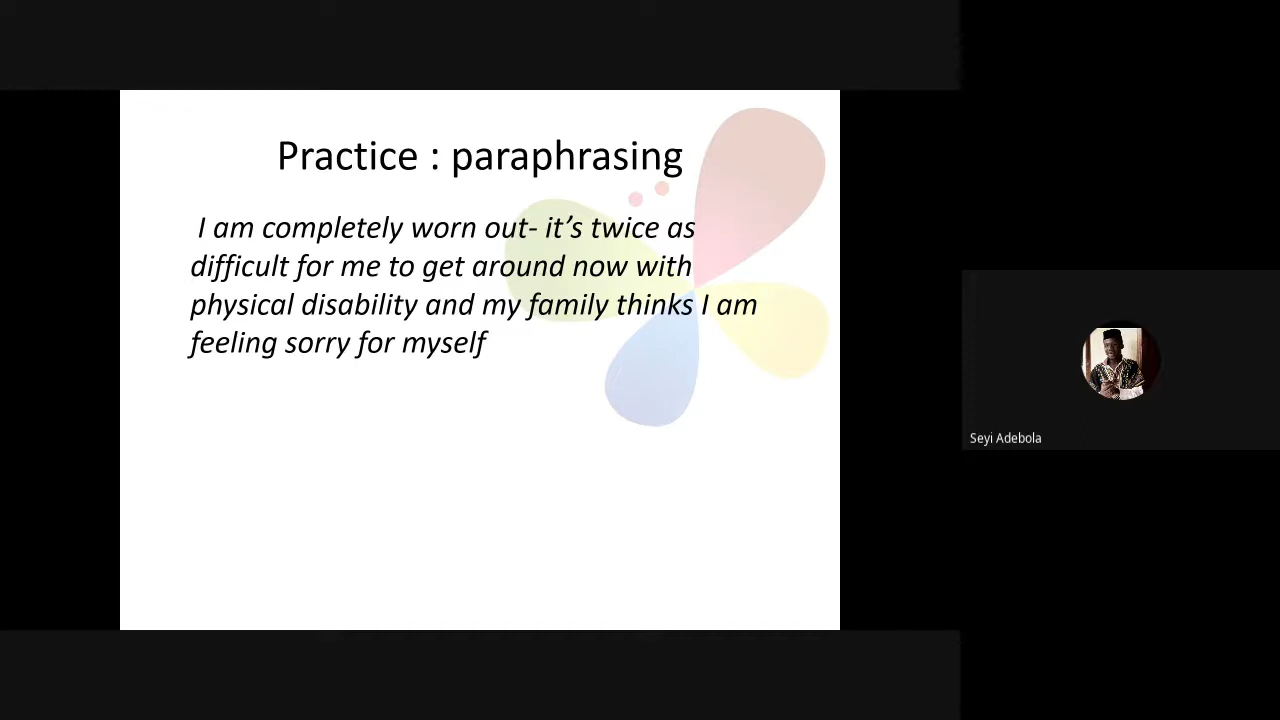 Practice : paraphrasing
I am completely worn out- it’s twice as
difficult for me to get around now with
physical disability and my family thinks I am
feeling sorry for myself
Seyi Adebola